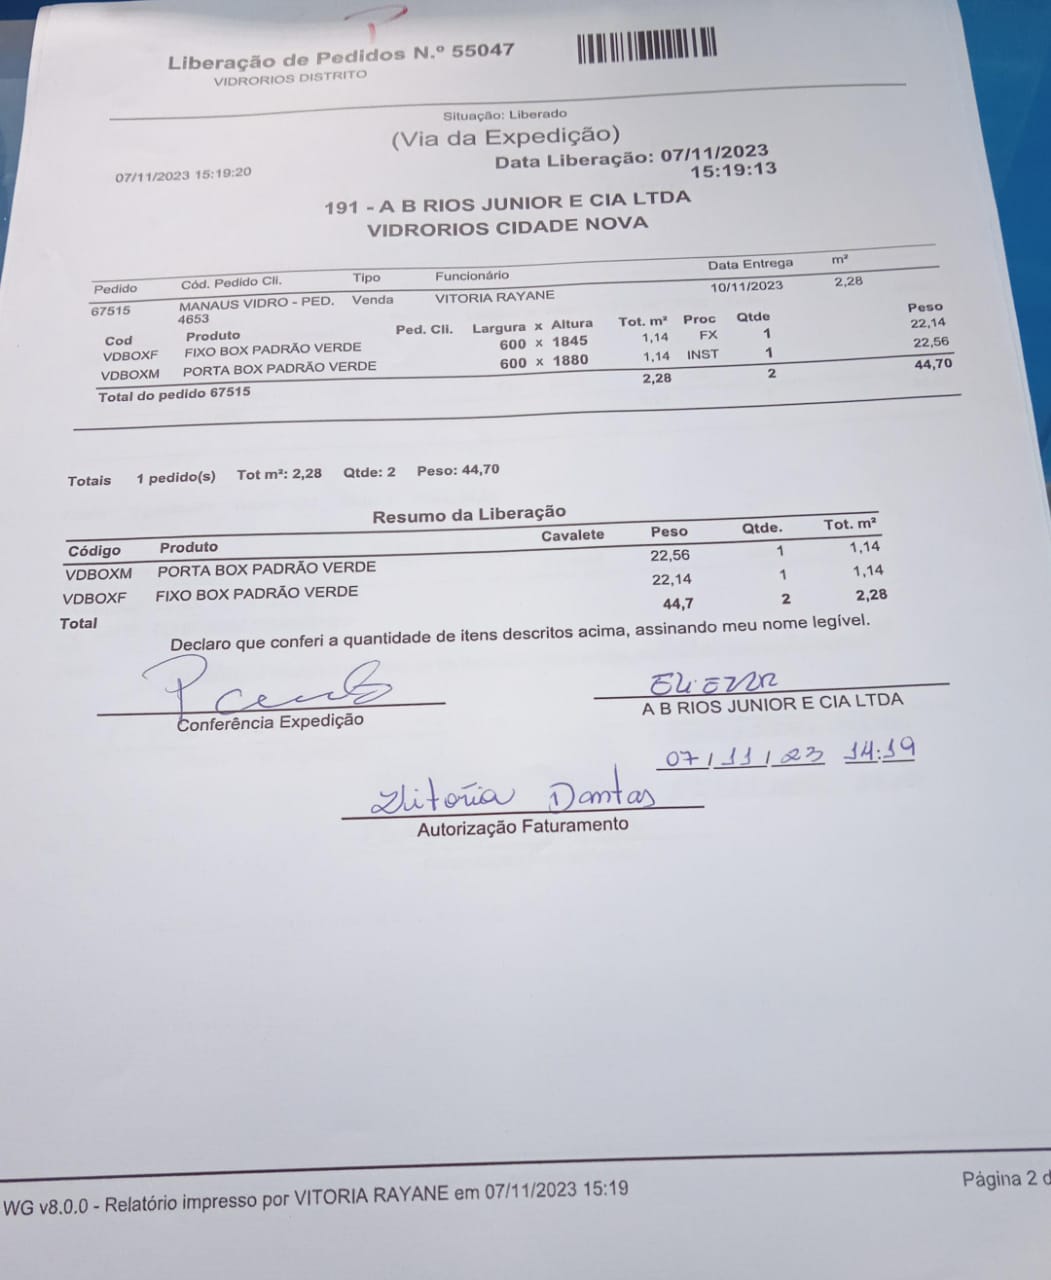 Liberação de Pedidos N.º 55047
VIDRORIOS DISTRITO
Situação: Liberado
(Via da Expedição)
07/11/2023 15:19:20
Data Liberação: 07/11/2023
15:19:13
191 - A B RIOS JUNIOR E CIA LTDA
VIDRORIOS CIDADE NOVA
Pedido Cód. Pedido Cli. Tipo Funcionário Data Entrega m²
67515 MANAUS VIDRO - PED. 4653 Venda VITORIA RAYANE 10/11/2023 2,28
Cod Produto Ped. Cli. Largura x Altura Tot. m² Proc Qtde Peso
VDBOXF FIXO BOX PADRÃO VERDE 600 x 1845 1,14 FX 1 22,14
VDBOXM PORTA BOX PADRÃO VERDE 600 x 1880 1,14 INST 1 22,56
Total do pedido 67515 2,28 2 44,70
Totais 1 pedido(s) Tot m²: 2,28 Qtde: 2 Peso: 44,70
Resumo da Liberação
Código Produto Cavalete Peso Qtde. Tot. m²
VDBOXM PORTA BOX PADRÃO VERDE 22,56 1 1,14
VDBOXF FIXO BOX PADRÃO VERDE 22,14 1 1,14
Total 44,7 2 2,28
Declaro que conferi a quantidade de itens descritos acima, assinando meu nome legível.
Conferência Expedição
A B RIOS JUNIOR E CIA LTDA
07/11/23 14:19
Vitória Dantas
Autorização Faturamento
WG v8.0.0 - Relatório impresso por VITORIA RAYANE em 07/11/2023 15:19
Página 2 d